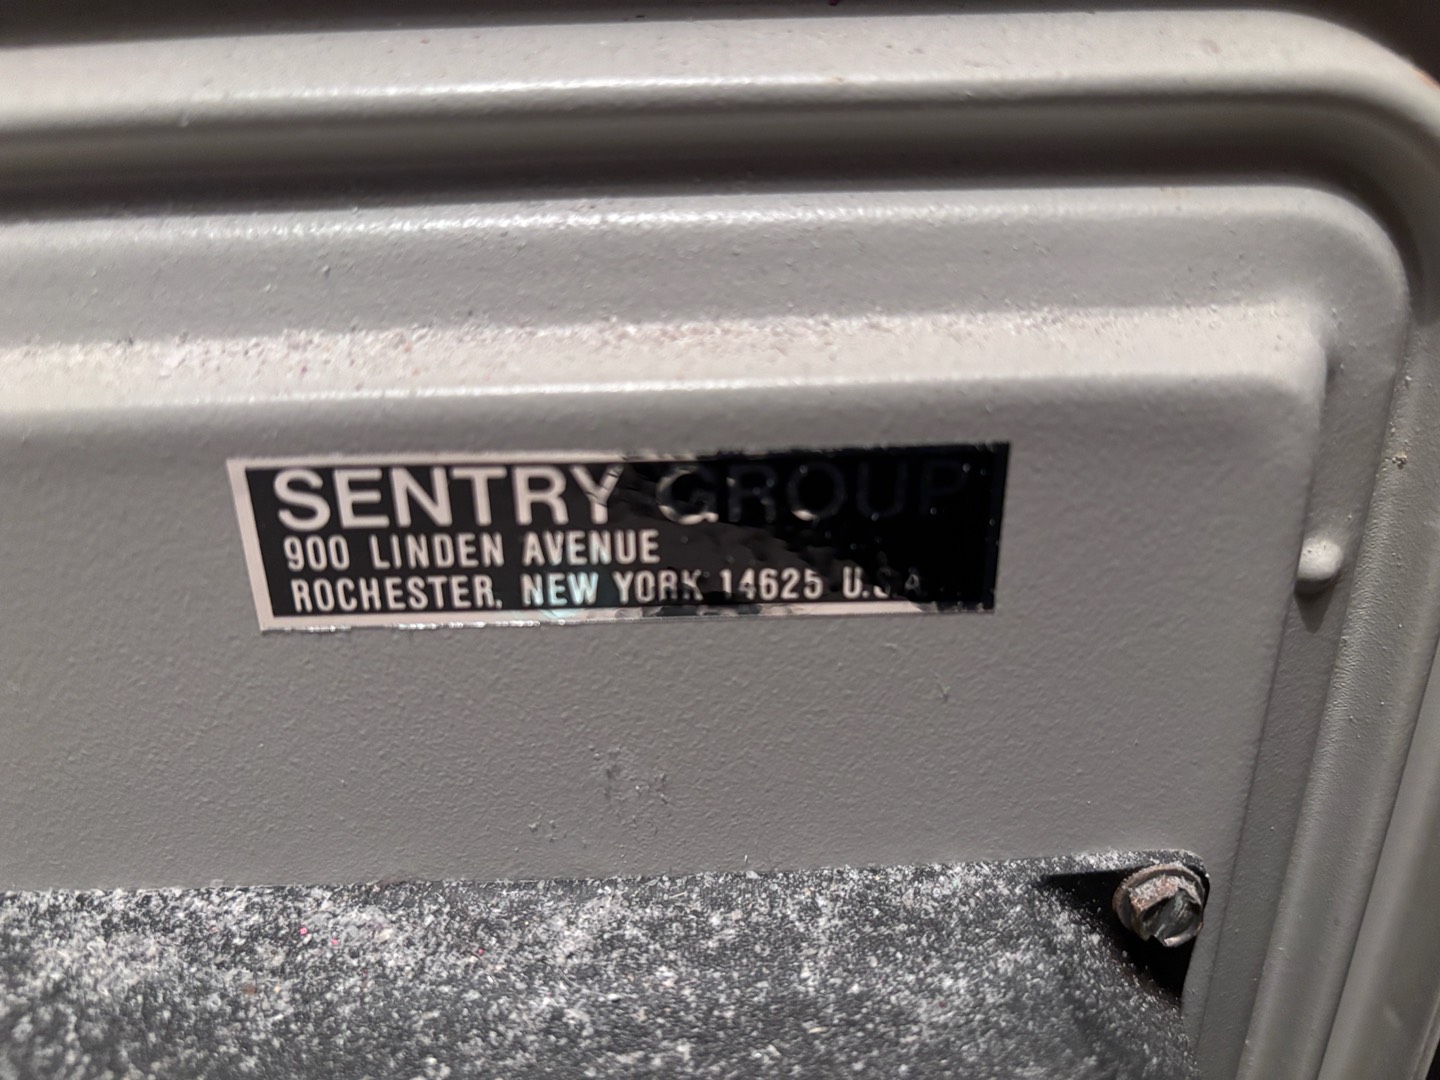 SENTRY GROUP
900 LINDEN AVENUE
ROCHESTER, NEW YORK 14625 U.S.A.